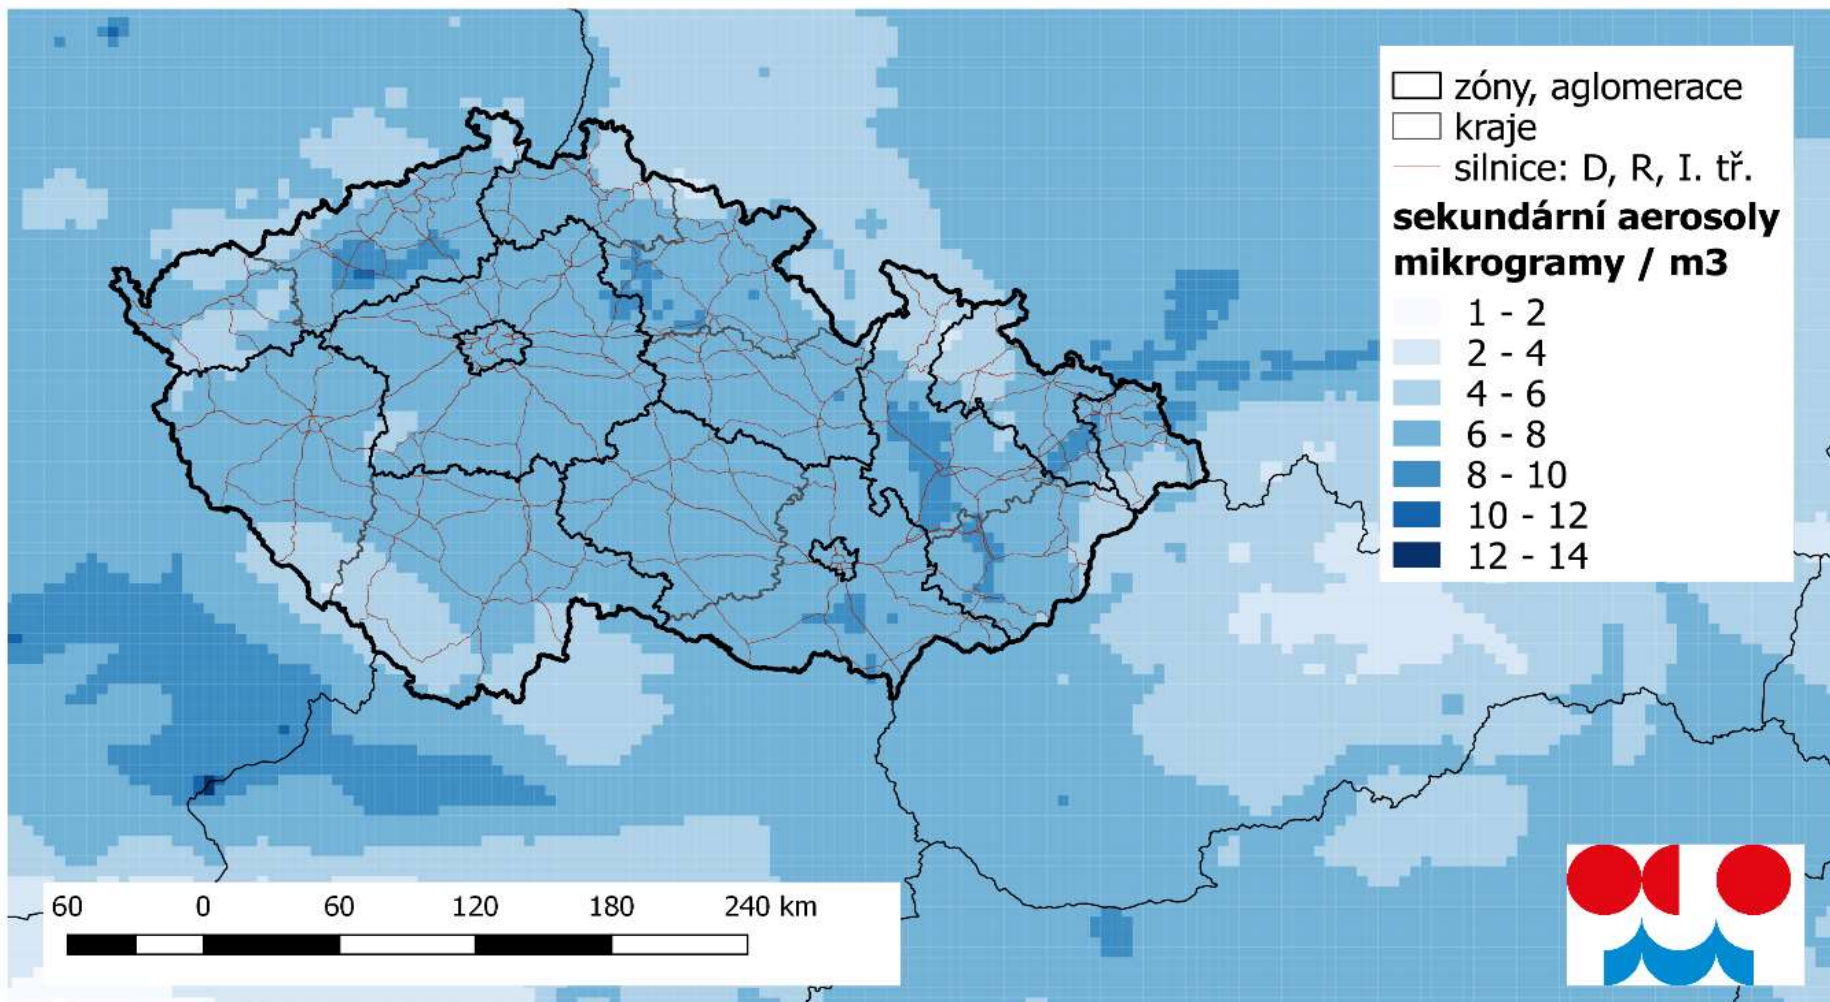 zóny, aglomerace
kraje
silnice: D, R, I. tř.
sekundární aerosoly
mikrogramy / m3
1 - 2
2 - 4
4 - 6
6 - 8
8 - 10
10 - 12
12 - 14
60 0 60 120 180 240 km